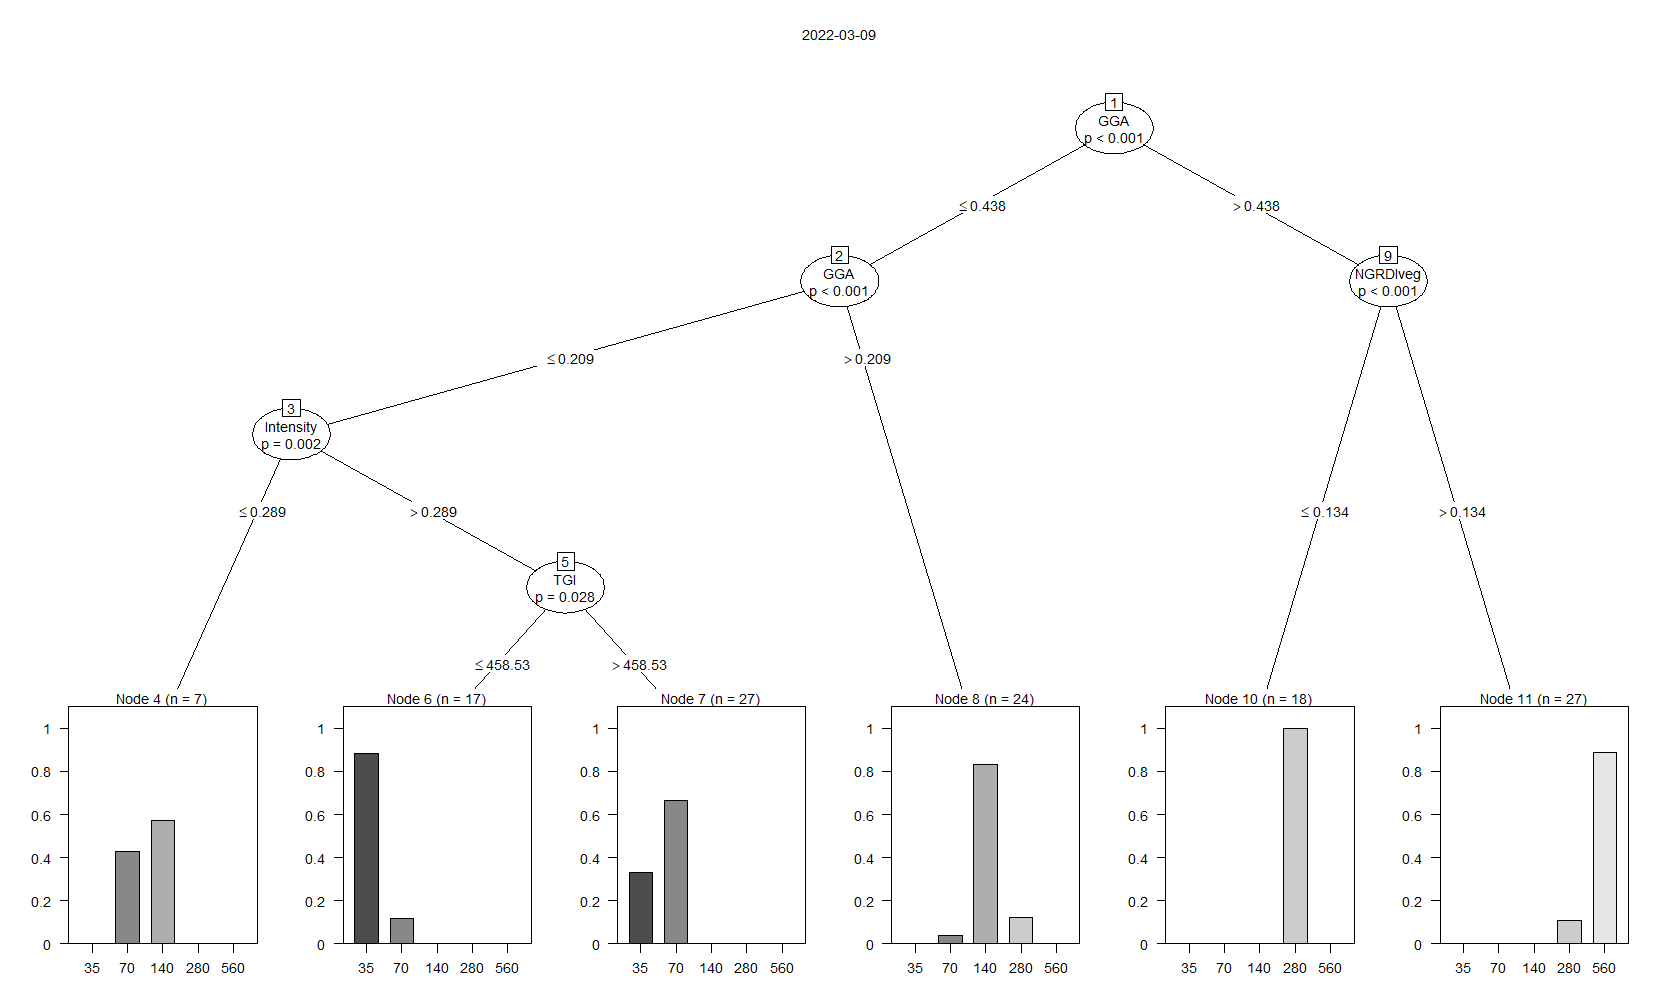 2022-03-09
1
GGA
p < 0.001
≤ 0.438
> 0.438
2
GGA
p < 0.001
9
NGRDIveg
p < 0.001
≤ 0.209
> 0.209
3
Intensity
p = 0.002
≤ 0.289
> 0.289
≤ 0.134
> 0.134
5
TGI
p = 0.028
≤ 458.53
> 458.53
Node 4 (n = 7)
1
0.8
0.6
0.4
0.2
0
35 70 140 280 560
Node 6 (n = 17)
1
0.8
0.6
0.4
0.2
0
35 70 140 280 560
Node 7 (n = 27)
1
0.8
0.6
0.4
0.2
0
35 70 140 280 560
Node 8 (n = 24)
1
0.8
0.6
0.4
0.2
0
35 70 140 280 560
Node 10 (n = 18)
1
0.8
0.6
0.4
0.2
0
35 70 140 280 560
Node 11 (n = 27)
1
0.8
0.6
0.4
0.2
0
35 70 140 280 560